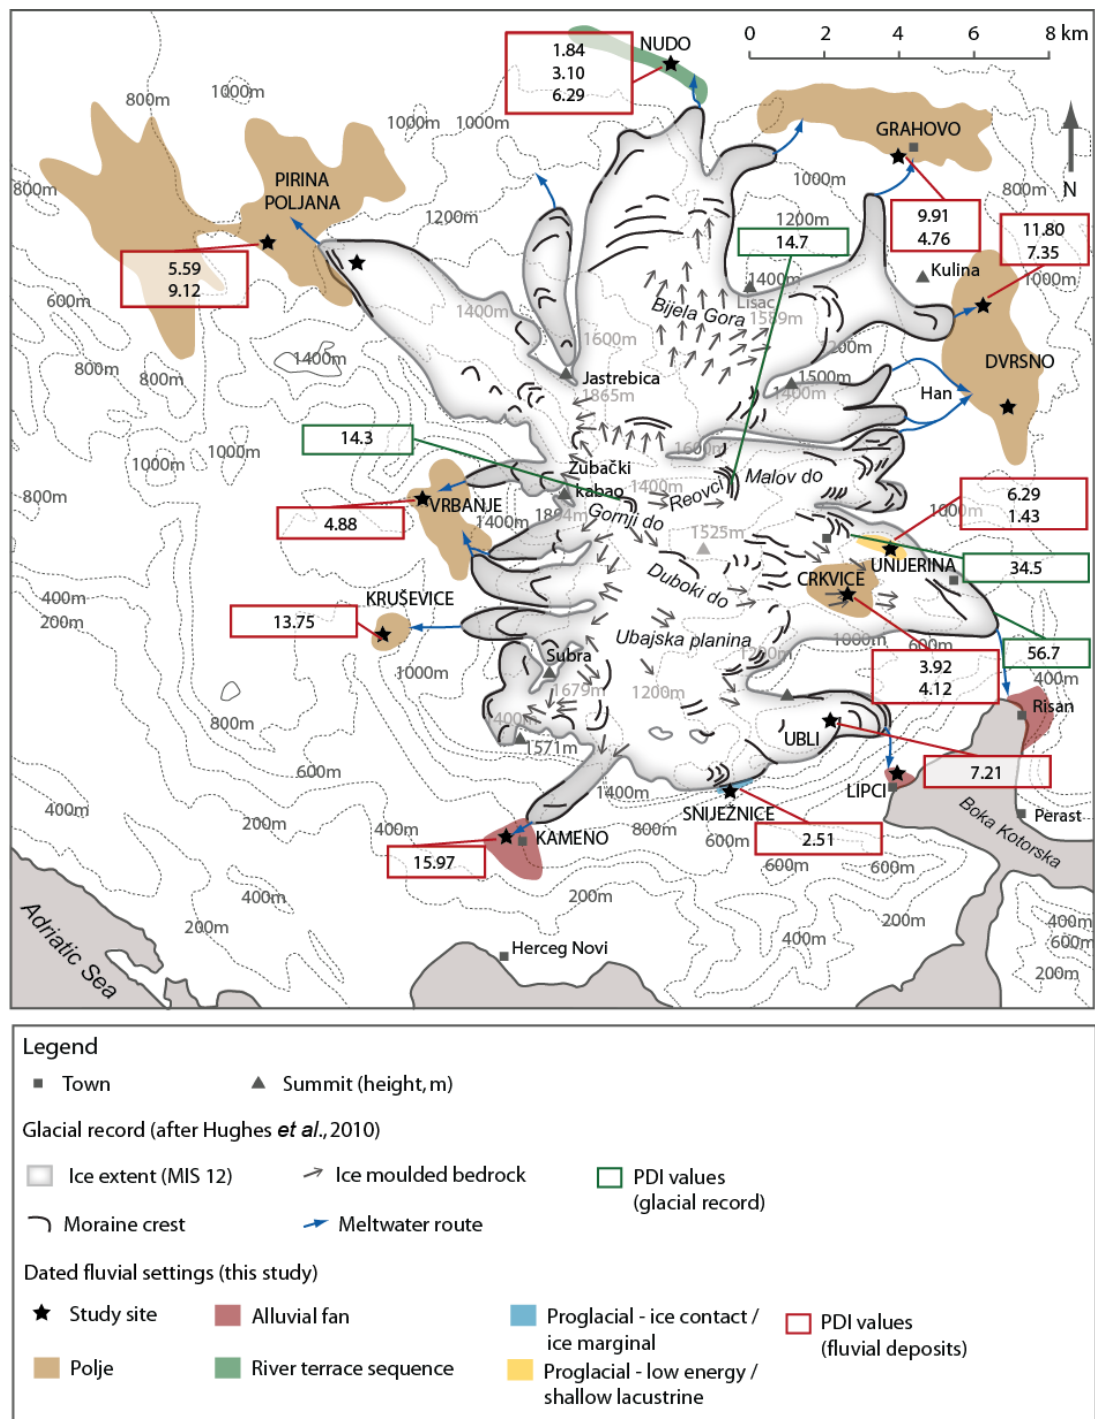 0 2 4 6 8 km
NUDO
1.84
3.10
6.29
800m
1000m
1000m
1000m
GRAHOVO
N
PIRINA
POLJANA
800m
1000m
800m
1200m
1200m
9.91
4.76
11.80
7.35
14.7
5.59
9.12
Kulina
1000m
1400m
Lisac
1589m
Bijela Gora
600m
1400m
1600m
1200m
DVRSNO
1400m
800m
800m
Jastrebica
1865m
1500m
1400m
Han
14.3
1600m
1000m
1000m
Zubački
kabao
1400m
Reovci
Malov do
800m
VRBANJE
1894m
Gornji do
6.29
1.43
1000m
4.88
1400m
1525m
UNIJERINA
34.5
CRKVICE
Duboki do
400m
200m
KRUŠEVICE
13.75
Ubajska planina
1000m
600m
56.7
1000m
Subra
1200m
3.92
4.12
400m
1679m
1200m
Risan
800m
400m
1571m
UBLI
7.21
600m
1400m
LIPCI
SNIJEŽNICE
Boka Kotorska
Perast
400m
200m
400m
KAMENO
800m
600m
2.51
15.97
600m
600m
400m
200m
200m
200m
400m
400m
600m
200m
Adriatic Sea
Herceg Novi
Legend
Town
Summit (height, m)
Glacial record (after Hughes et al., 2010)
Ice extent (MIS 12)
Ice moulded bedrock
PDI values
(glacial record)
Moraine crest
Meltwater route
Dated fluvial settings (this study)
Study site
Alluvial fan
Proglacial - ice contact /
ice marginal
PDI values
(fluvial deposits)
Polje
River terrace sequence
Proglacial - low energy /
shallow lacustrine